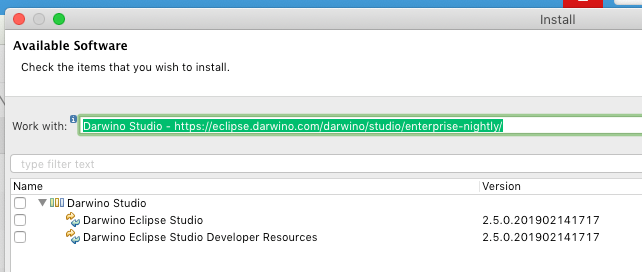 Install
Available Software
Check the items that you wish to install.
Work with: Darwino Studio - https://eclipse.darwino.com/darwino/studio/enterprise-nightly/
type filter text
Name Version
Darwino Studio
Darwino Eclipse Studio 2.5.0.201902141717
Darwino Eclipse Studio Developer Resources 2.5.0.201902141717